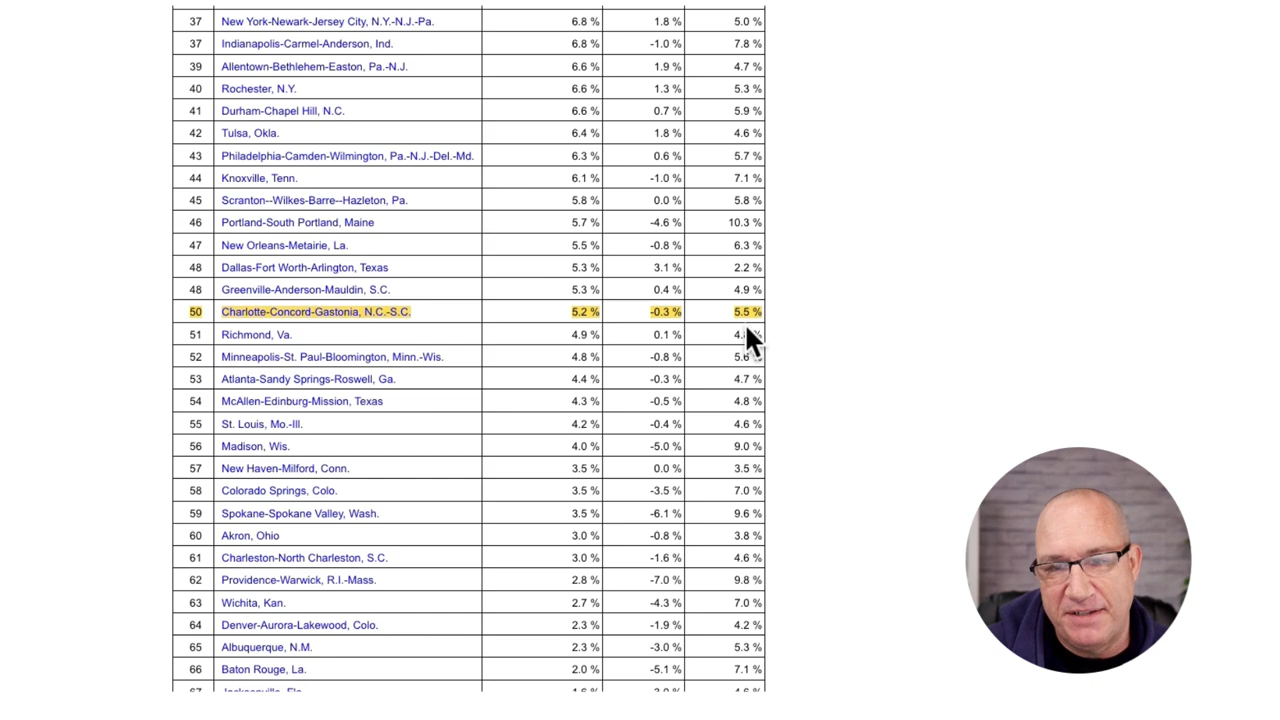 37 New York-Newark-Jersey City, N.Y.-N.J.-Pa. 6.8 % 1.8 % 5.0 %
37 Indianapolis-Carmel-Anderson, Ind. 6.8 % -1.0 % 7.8 %
39 Allentown-Bethlehem-Easton, Pa.-N.J. 6.6 % 1.9 % 4.7 %
40 Rochester, N.Y. 6.6 % 1.3 % 5.3 %
41 Durham-Chapel Hill, N.C. 6.6 % 0.7 % 5.9 %
42 Tulsa, Okla. 6.4 % 1.8 % 4.6 %
43 Philadelphia-Camden-Wilmington, Pa.-N.J.-Del.-Md. 6.3 % 0.6 % 5.7 %
44 Knoxville, Tenn. 6.1 % -1.0 % 7.1 %
45 Scranton--Wilkes-Barre--Hazleton, Pa. 5.8 % 0.0 % 5.8 %
46 Portland-South Portland, Maine 5.7 % -4.6 % 10.3 %
47 New Orleans-Metairie, La. 5.5 % -0.8 % 6.3 %
48 Dallas-Fort Worth-Arlington, Texas 5.3 % 3.1 % 2.2 %
48 Greenville-Anderson-Mauldin, S.C. 5.3 % 0.4 % 4.9 %
50 Charlotte-Concord-Gastonia, N.C.-S.C. 5.2 % -0.3 % 5.5 %
51 Richmond, Va. 4.9 % 0.1 %
52 Minneapolis-St. Paul-Bloomington, Minn.-Wis. 4.8 % -0.8 % 5.6
53 Atlanta-Sandy Springs-Roswell, Ga. 4.4 % -0.3 % 4.7 %
54 McAllen-Edinburg-Mission, Texas 4.3 % -0.5 % 4.8 %
55 St. Louis, Mo.-Ill. 4.2 % -0.4 % 4.6 %
56 Madison, Wis. 4.0 % -5.0 % 9.0 %
57 New Haven-Milford, Conn. 3.5 % 0.0 % 3.5 %
58 Colorado Springs, Colo. 3.5 % -3.5 % 7.0 %
59 Spokane-Spokane Valley, Wash. 3.5 % -6.1 % 9.6 %
60 Akron, Ohio 3.0 % -0.8 % 3.8 %
61 Charleston-North Charleston, S.C. 3.0 % -1.6 % 4.6 %
62 Providence-Warwick, R.I.-Mass. 2.8 % -7.0 % 9.8 %
63 Wichita, Kan. 2.7 % -4.3 % 7.0 %
64 Denver-Aurora-Lakewood, Colo. 2.3 % -1.9 % 4.2 %
65 Albuquerque, N.M. 2.3 % -3.0 % 5.3 %
66 Baton Rouge, La. 2.0 % -5.1 % 7.1 %